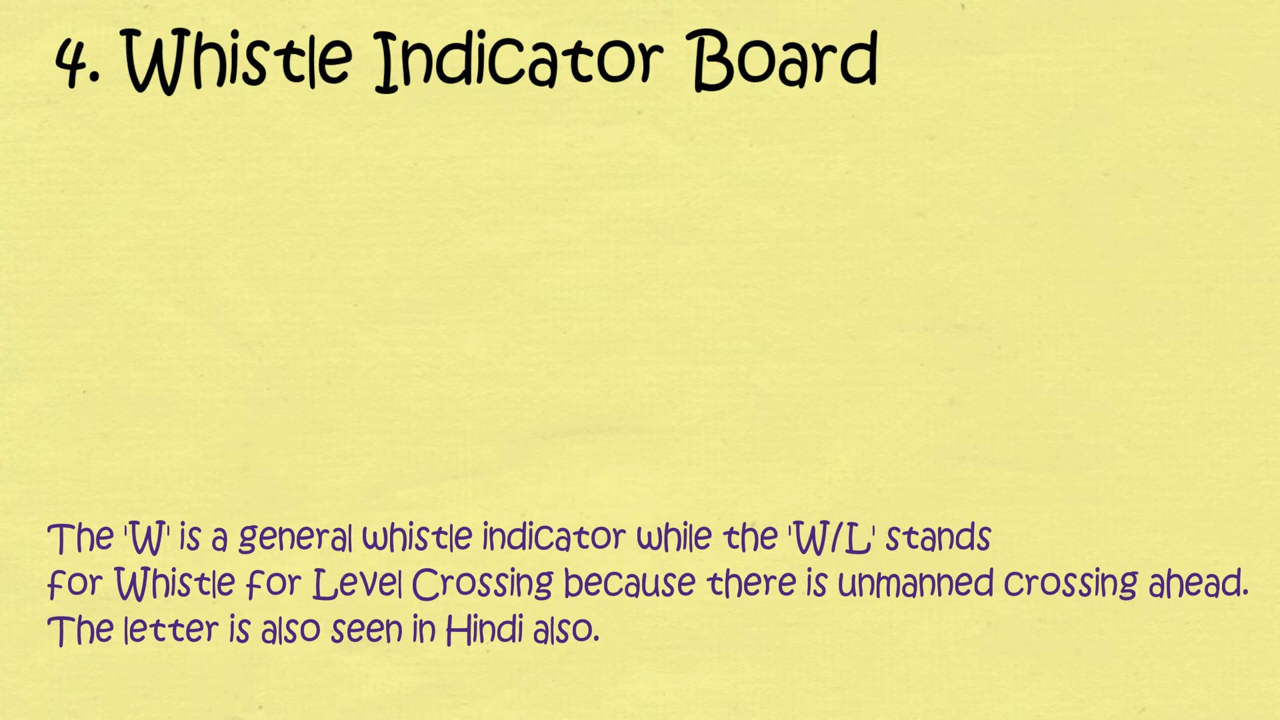 4. Whistle Indicator Board
The 'W' is a general whistle indicator while the 'W/L' stands
for Whistle for Level Crossing because there is unmanned crossing ahead.
The letter is also seen in Hindi also.